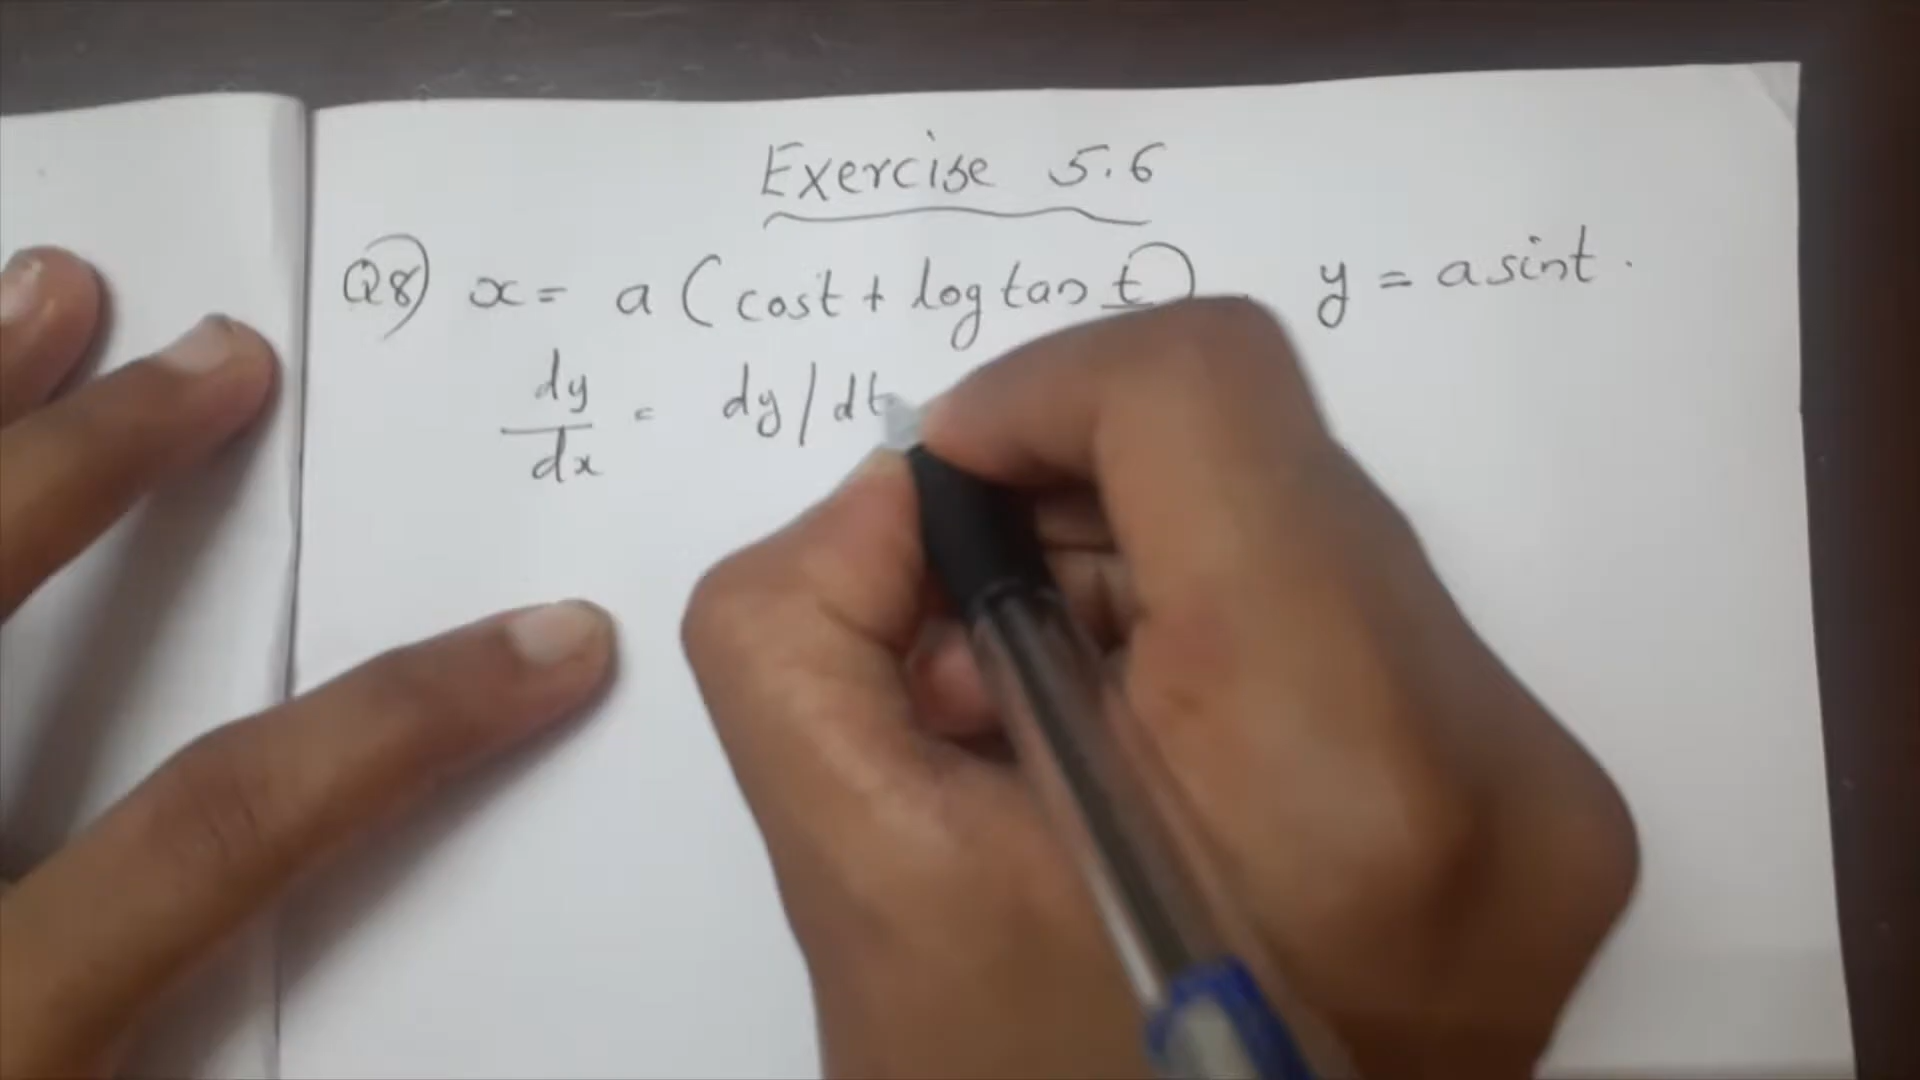 Exercise 5.6
Q8) x = a (cost + log tan t) y = a sint.
dy/dx = dy/dt